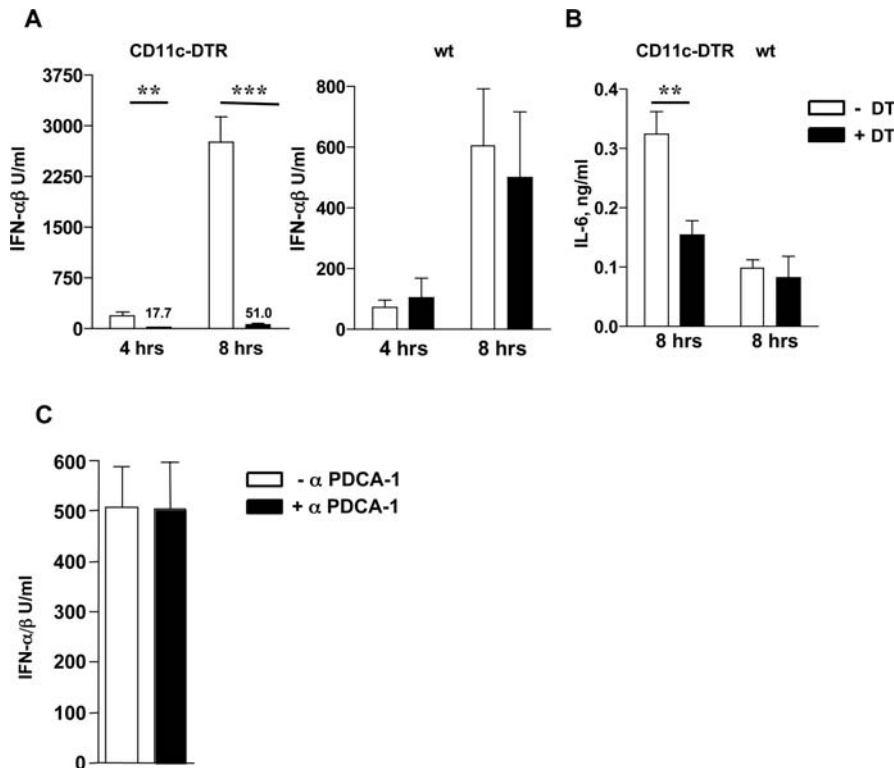 A
CD11c-DTR
IFN-αβ U/ml
3750
3000
2250
1500
750
0
**
***
17.7
51.0
4 hrs
8 hrs
wt
IFN-αβ U/ml
800
600
400
200
0
4 hrs
8 hrs
B
CD11c-DTR wt
IL-6, ng/ml
0.4
0.3
0.2
0.1
0.0
**
8 hrs
8 hrs
- DT
+ DT
C
IFN-α/β U/ml
600
500
400
300
200
100
0
- α PDCA-1
+ α PDCA-1